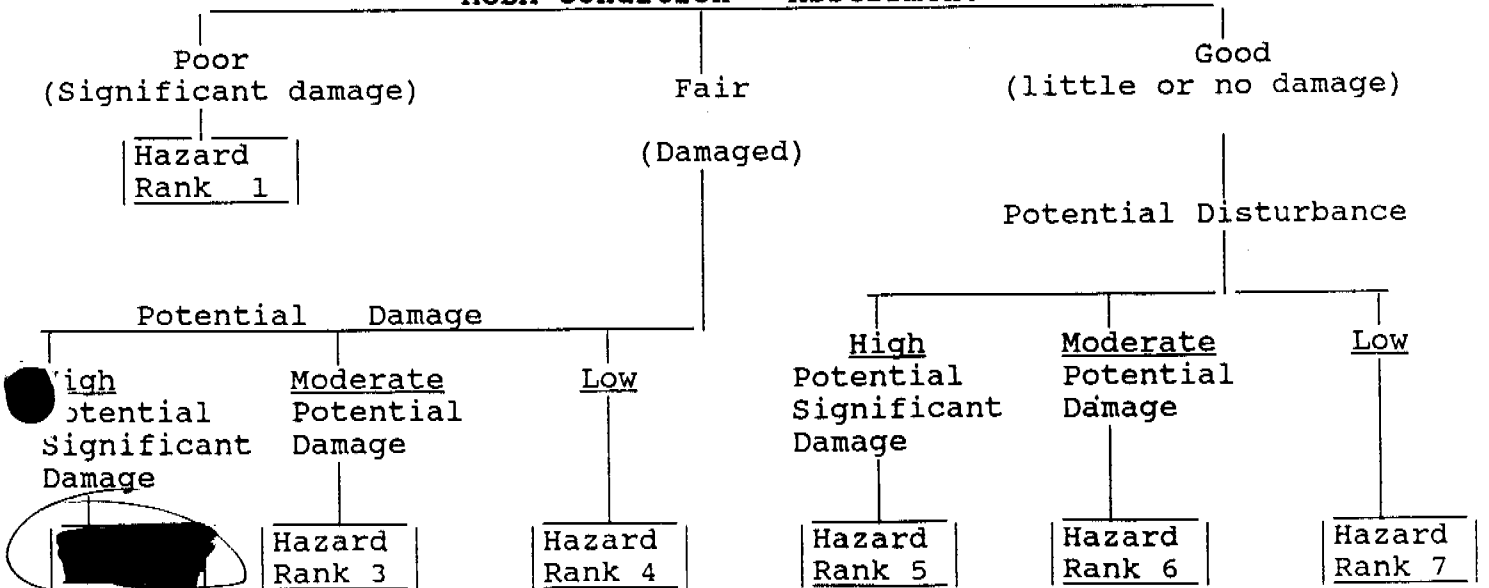 Poor
(Significant damage)
Hazard
Rank 1
Fair
(Damaged)
Good
(little or no damage)
Potential Disturbance
Potential Damage
igh
otential
Significant
Damage
Moderate
Potential
Damage
Hazard
Rank 3
Low
Hazard
Rank 4
High
Potential
Significant
Damage
Hazard
Rank 5
Moderate
Potential
Damage
Hazard
Rank 6
Low
Hazard
Rank 7